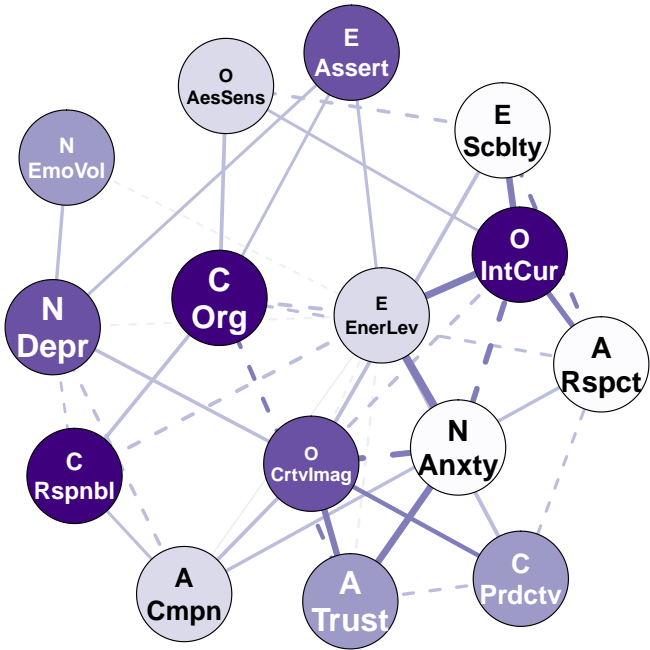 E
Assert
O
AesSens
E
Scblty
N
EmoVol
O
IntCur
C
Org
E
EnerLev
N
Depr
A
Rspct
N
Anxty
O
CrtvImag
C
Rspnbl
C
Prdctv
A
Cmpn
A
Trust